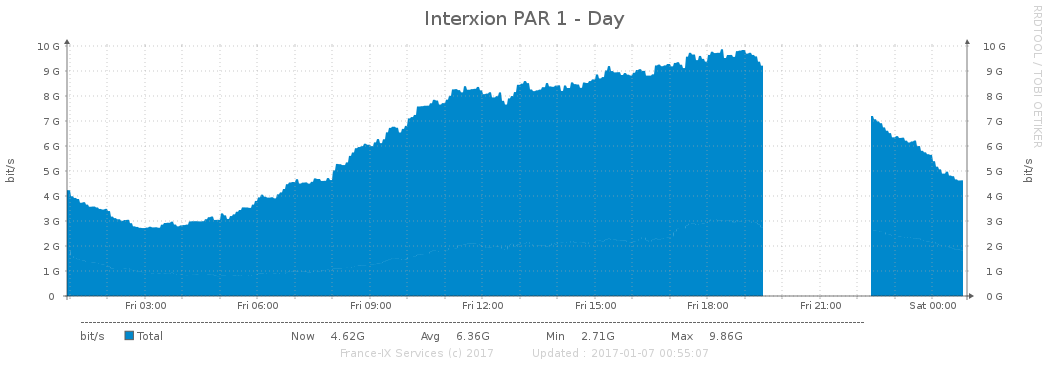 Interxion PAR 1 - Day
RRDTOOL / TOBI OETIKER
bit/s
10 G 10 G
9 G 9 G
8 G 8 G
7 G 7 G
6 G 6 G
5 G 5 G
4 G 4 G
3 G 3 G
2 G 2 G
1 G 1 G
0 0 G
bit/s
Fri 03:00 Fri 06:00 Fri 09:00 Fri 12:00 Fri 15:00 Fri 18:00 Fri 21:00 Sat 00:00
bit/s Total Now 4.62G Avg 6.36G Min 2.71G Max 9.86G
France-IX Services (c) 2017 Updated : 2017-01-07 00:55:07